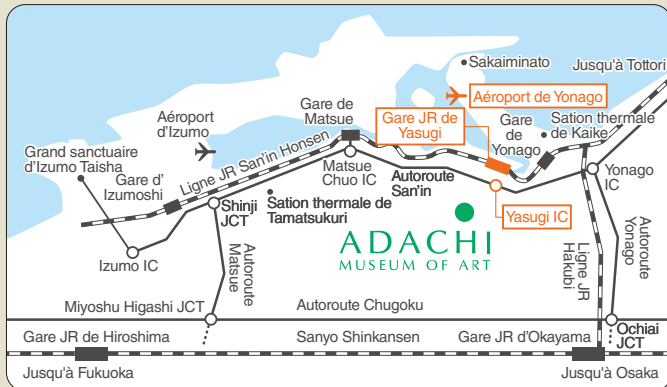 Sakaiminato
Jusqu'à Tottori
Aéroport de Yonago
Aéroport
d'Izumo
Gare de
Matsue
Gare JR de
Yasugi
Gare
de
Yonago
Sation thermale
de Kaike
Grand sanctuaire
d'Izumo Taisha
Gare d'
Izumoshi
Ligne JR San'in Honsen
Matsue
Chuo IC
Autoroute
San'in
Yonago
IC
Shinji
JCT
Sation thermale de
Tamatsukuri
Yasugi IC
ADACHI
MUSEUM OF ART
Izumo IC
Autoroute
Matsue
Ligne JR
Hakubi
Autoroute
Yonago
Miyoshu Higashi JCT
Autoroute Chugoku
Gare JR de Hiroshima
Sanyo Shinkansen
Gare JR d'Okayama
Ochiai
JCT
Jusqu'à Fukuoka
Jusqu'à Osaka